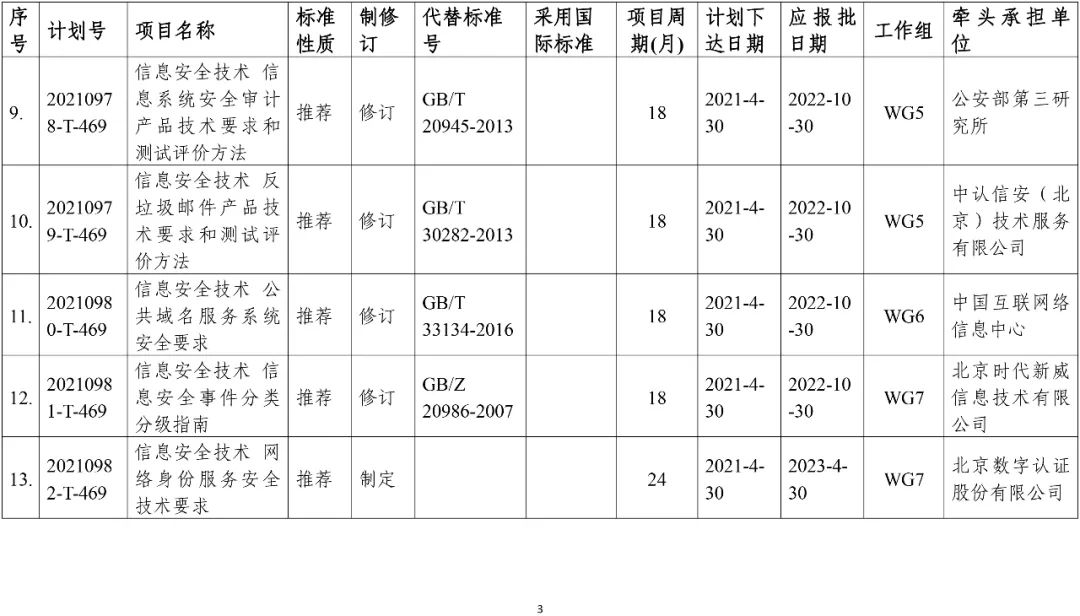 序号 计划号 项目名称 标准性质 制修订 代替标准号 采用国际标准 项目周期(月) 计划下达日期 应报批日期 工作组 牵头承担单位
9. 20210978-T-469 信息安全技术 信息系统安全审计产品技术要求和测试评价方法 推荐 修订 GB/T 20945-2013 18 2021-4-30 2022-10-30 WG5 公安部第三研究所
10. 20210979-T-469 信息安全技术 反垃圾邮件产品技术要求和测试评价方法 推荐 修订 GB/T 30282-2013 18 2021-4-30 2022-10-30 WG5 中认信安（北京）技术服务有限公司
11. 20210980-T-469 信息安全技术 公共域名服务系统安全要求 推荐 修订 GB/T 33134-2016 18 2021-4-30 2022-10-30 WG6 中国互联网络信息中心
12. 20210981-T-469 信息安全技术 信息安全事件分类分级指南 推荐 修订 GB/Z 20986-2007 18 2021-4-30 2022-10-30 WG7 北京时代新威信息技术有限公司
13. 20210982-T-469 信息安全技术 网络身份服务安全技术要求 推荐 制定 24 2021-4-30 2023-4-30 WG7 北京数字认证股份有限公司
3